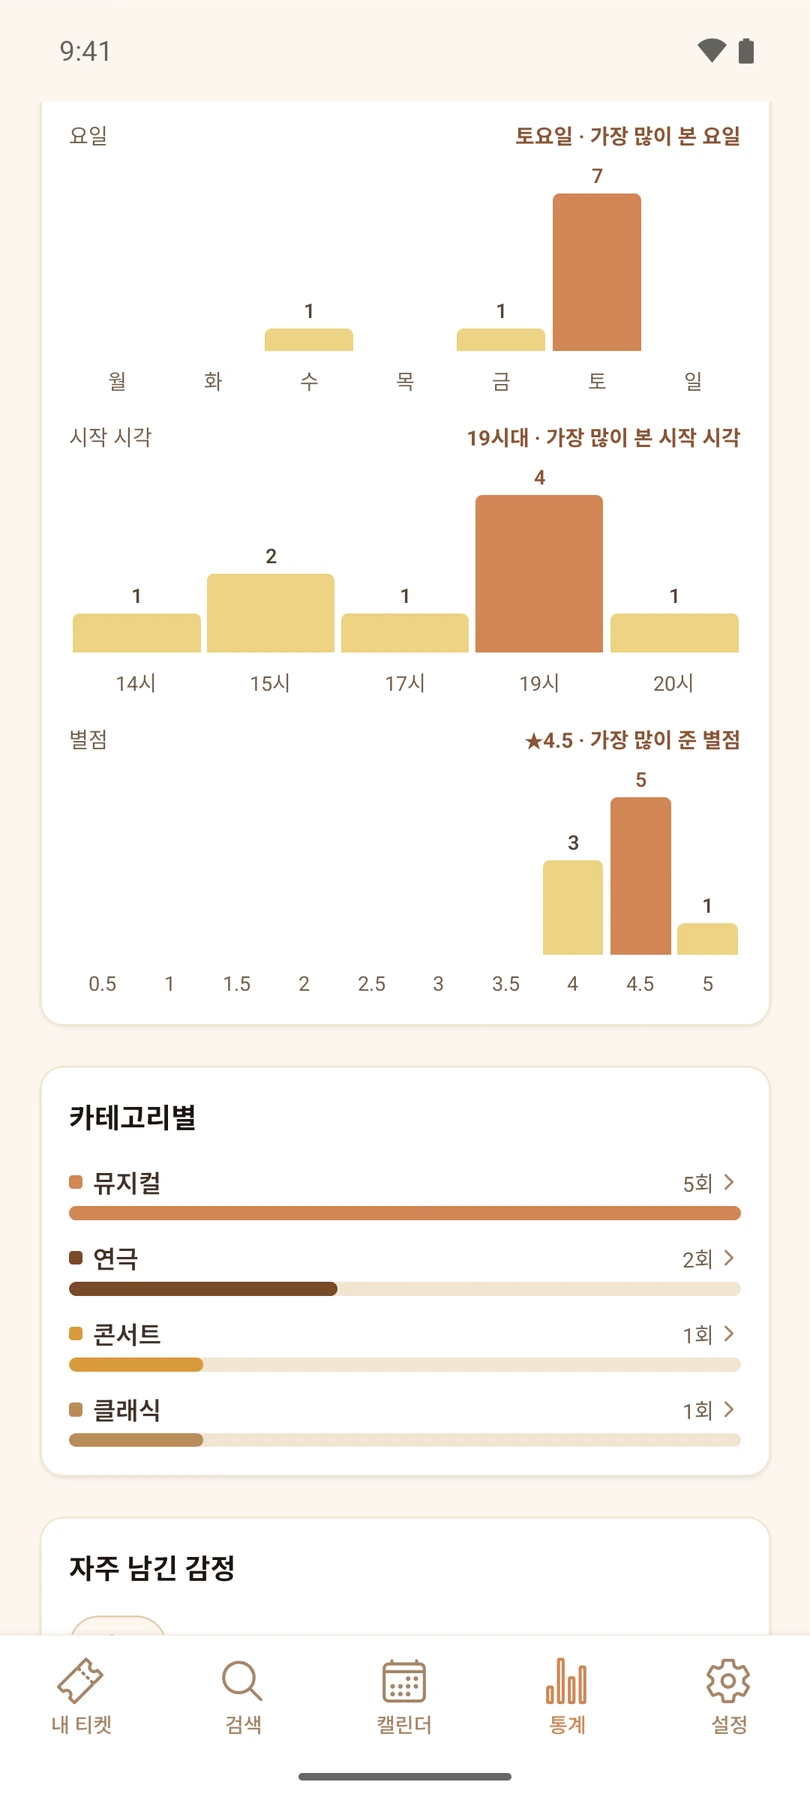 9:41
요일
토요일 · 가장 많이 본 요일
7
1
1
월 화 수 목 금 토 일
시작 시각
19시대 · 가장 많이 본 시작 시각
4
2
1
1
1
14시 15시 17시 19시 20시
별점
★4.5 · 가장 많이 준 별점
5
3
1
0.5 1 1.5 2 2.5 3 3.5 4 4.5 5
카테고리별
뮤지컬 5회
연극 2회
콘서트 1회
클래식 1회
자주 남긴 감정
내 티켓 검색 캘린더 통계 설정